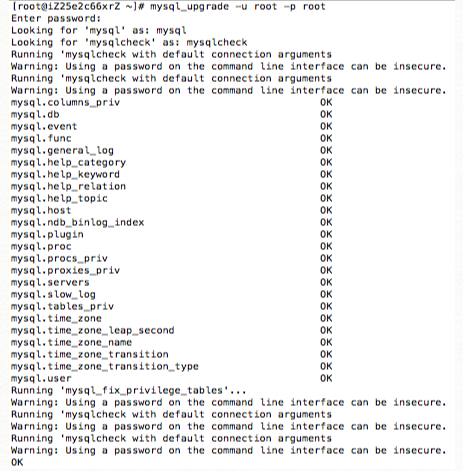 [root@iZ25e2c66xrZ ~]# mysql_upgrade -u root -p root
Enter password:
Looking for 'mysql' as: mysql
Looking for 'mysqlcheck' as: mysqlcheck
Running 'mysqlcheck with default connection arguments
Warning: Using a password on the command line interface can be insecure.
Running 'mysqlcheck with default connection arguments
Warning: Using a password on the command line interface can be insecure.
mysql.columns_priv OK
mysql.db OK
mysql.event OK
mysql.func OK
mysql.general_log OK
mysql.help_category OK
mysql.help_keyword OK
mysql.help_relation OK
mysql.help_topic OK
mysql.host OK
mysql.ndb_binlog_index OK
mysql.plugin OK
mysql.proc OK
mysql.procs_priv OK
mysql.proxies_priv OK
mysql.servers OK
mysql.slow_log OK
mysql.tables_priv OK
mysql.time_zone OK
mysql.time_zone_leap_second OK
mysql.time_zone_name OK
mysql.time_zone_transition OK
mysql.time_zone_transition_type OK
mysql.user OK
Running 'mysql_fix_privilege_tables'...
Warning: Using a password on the command line interface can be insecure.
Running 'mysqlcheck with default connection arguments
Warning: Using a password on the command line interface can be insecure.
Running 'mysqlcheck with default connection arguments
Warning: Using a password on the command line interface can be insecure.
OK